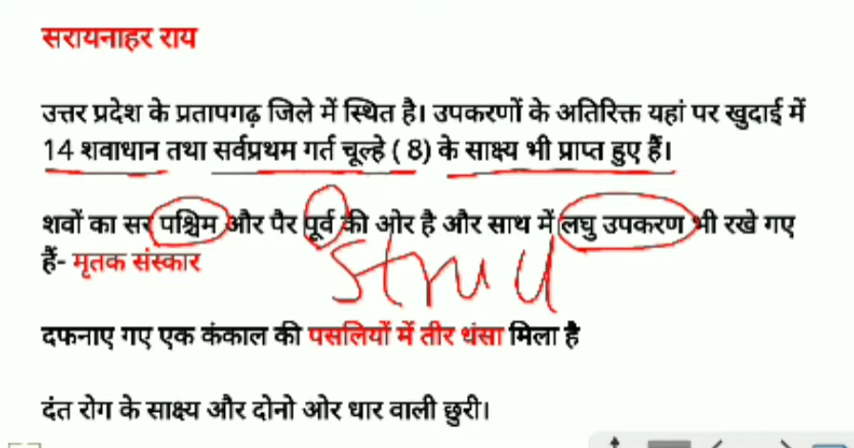 सरायनाहर राय
उत्तर प्रदेश के प्रतापगढ़ जिले में स्थित है। उपकरणों के अतिरिक्त यहां पर खुदाई में
14 शवाधान तथा सर्वप्रथम गर्त चूल्हे ( 8) के साक्ष्य भी प्राप्त हुए हैं।
शवों का सर पश्चिम और पैर पूर्व की ओर है और साथ में लघु उपकरण भी रखे गए
हैं- मृतक संस्कार
दफनाए गए एक कंकाल की पसलियों में तीर धंसा मिला है
दंत रोग के साक्ष्य और दोनो ओर धार वाली छुरी।